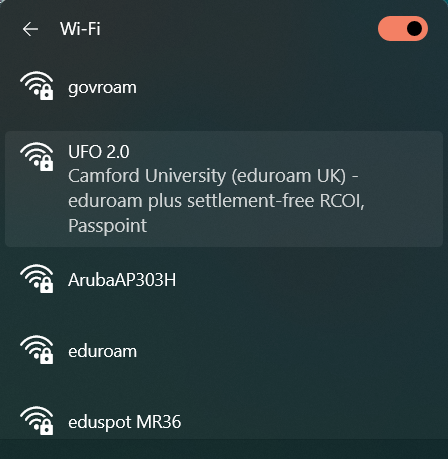 Wi-Fi
govroam
UFO 2.0
Camford University (eduroam UK) -
eduroam plus settlement-free RCOI,
Passpoint
ArubaAP303H
eduroam
eduspot MR36